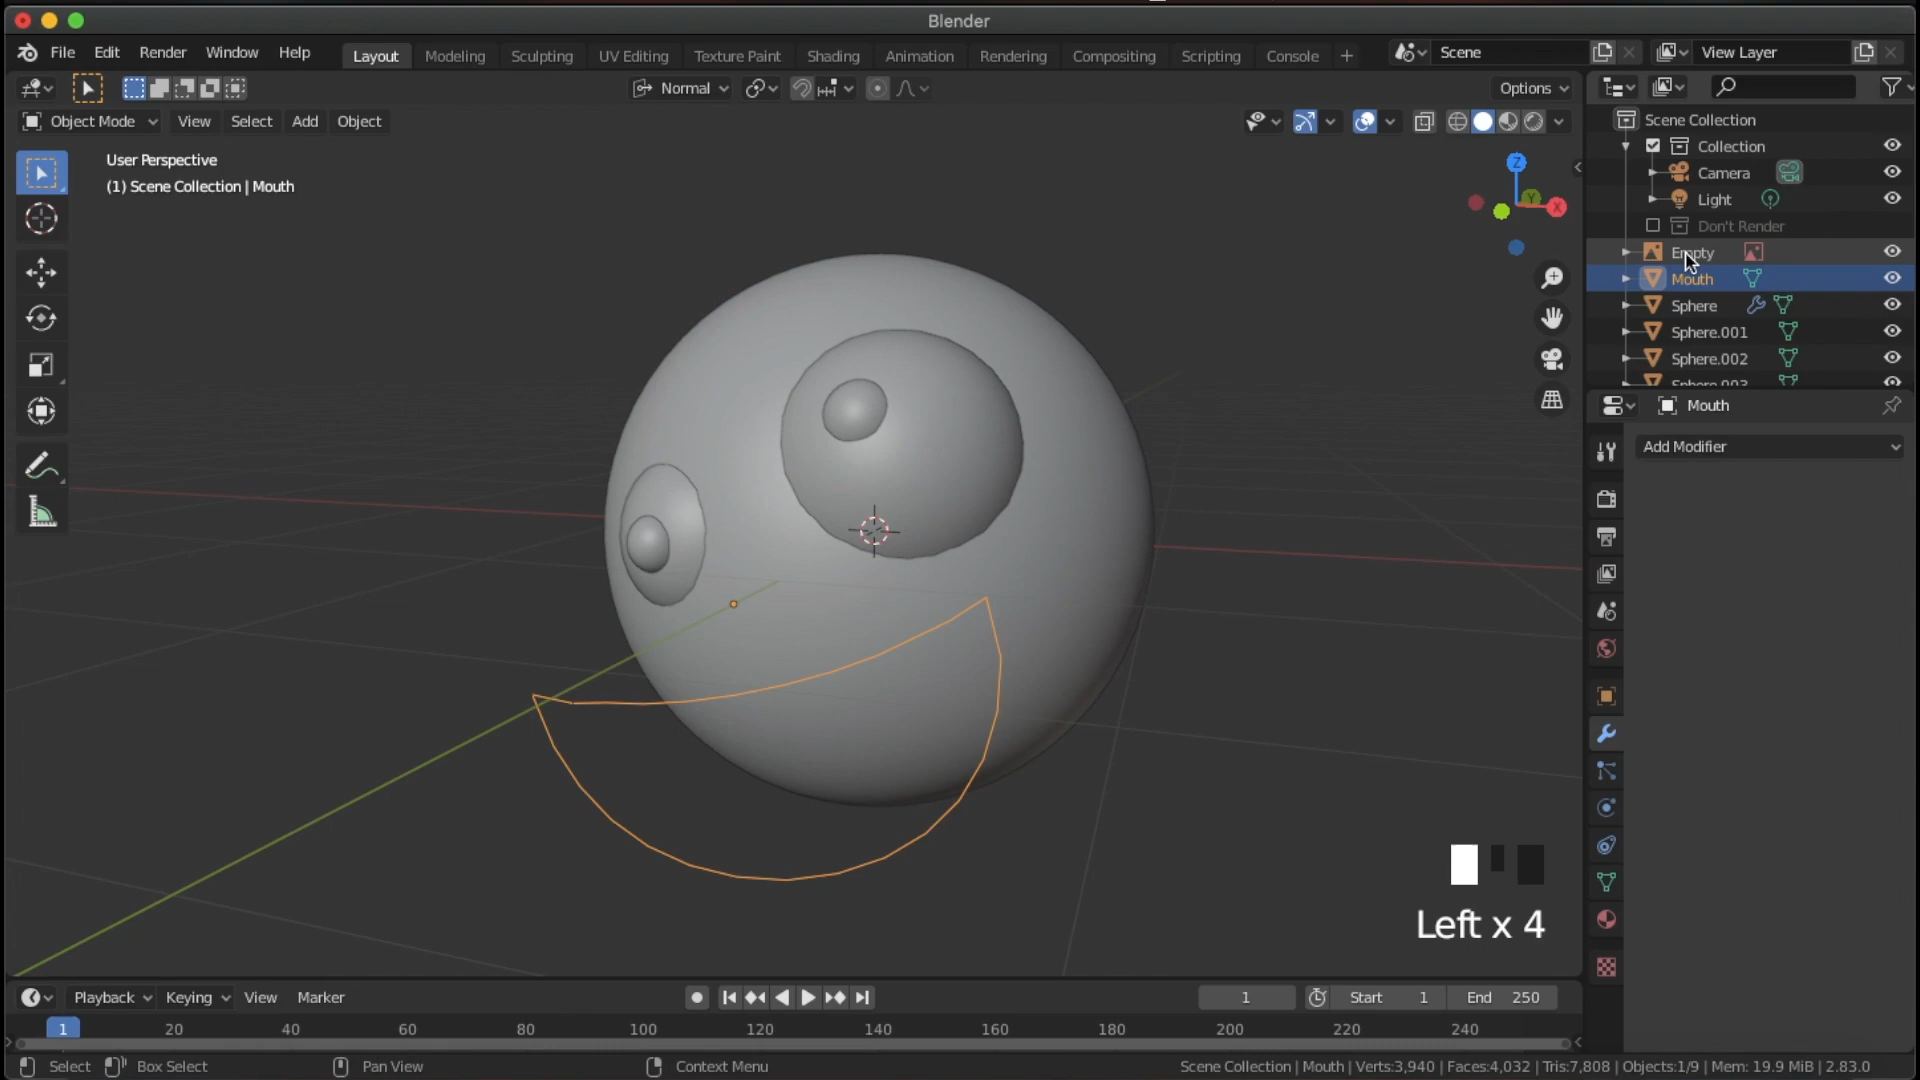 Blender
File Edit Render Window Help Layout Modeling Sculpting UV Editing Texture Paint Shading Animation Rendering Compositing Scripting Console + Scene View Layer
Normal Options
Object Mode View Select Add Object
User Perspective
(1) Scene Collection | Mouth
Z
Y
X
Scene Collection
Collection
Camera
Light
Don't Render
Empty
Mouth
Sphere
Sphere.001
Sphere.002
Sphere.003
Mouth
Add Modifier
Left x 4
Playback Keying View Marker 1 Start 1 End 250
1 20 40 60 80 100 120 140 160 180 200 220 240
Select Box Select Pan View Context Menu Scene Collection | Mouth | Verts:3,940 | Faces:4,032 | Tris:7,808 | Objects:1/9 | Mem: 19.9 MiB | 2.83.0